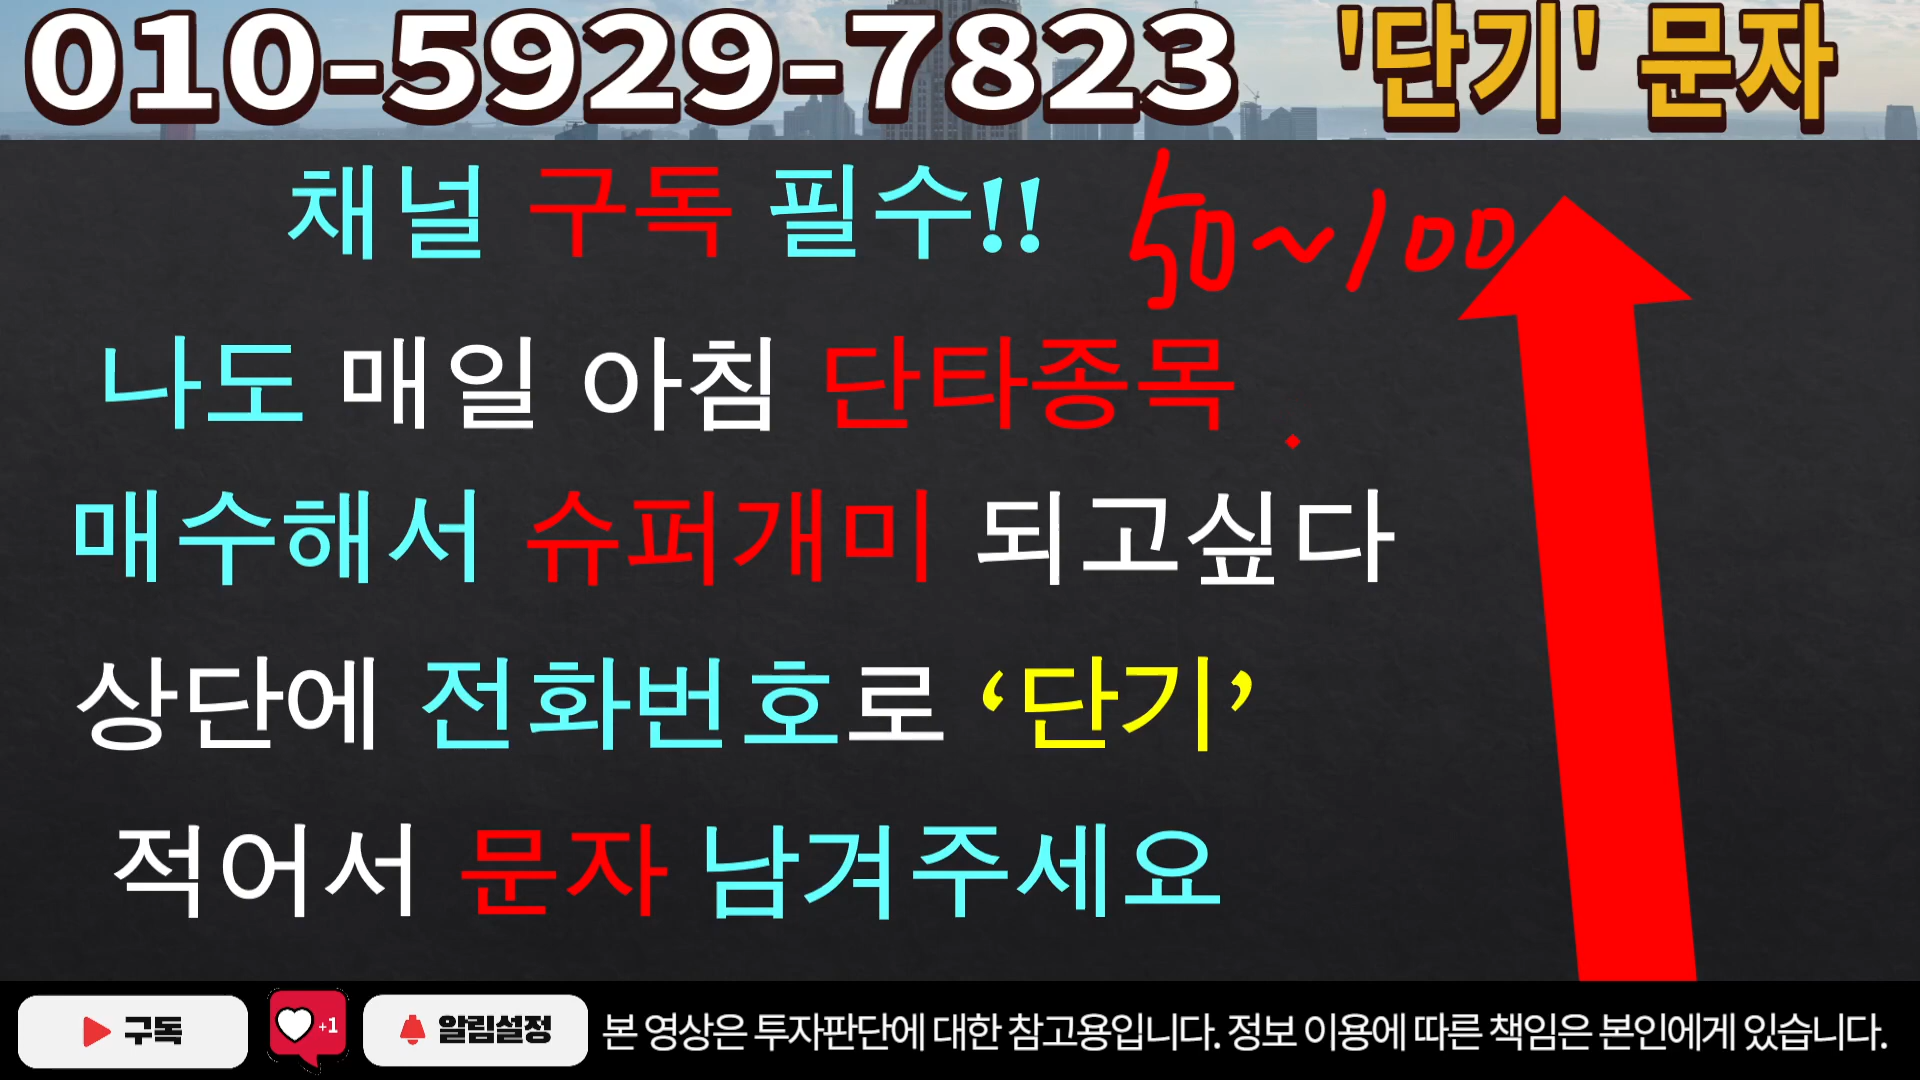 010-5929-7823 '단기' 문자
채널 구독 필수!! 50~100
나도 매일 아침 단타종목
매수해서 슈퍼개미 되고싶다
상단에 전화번호로 ‘단기’
적어서 문자 남겨주세요
구독 +1 알림설정 본 영상은 투자판단에 대한 참고용입니다. 정보 이용에 따른 책임은 본인에게 있습니다.